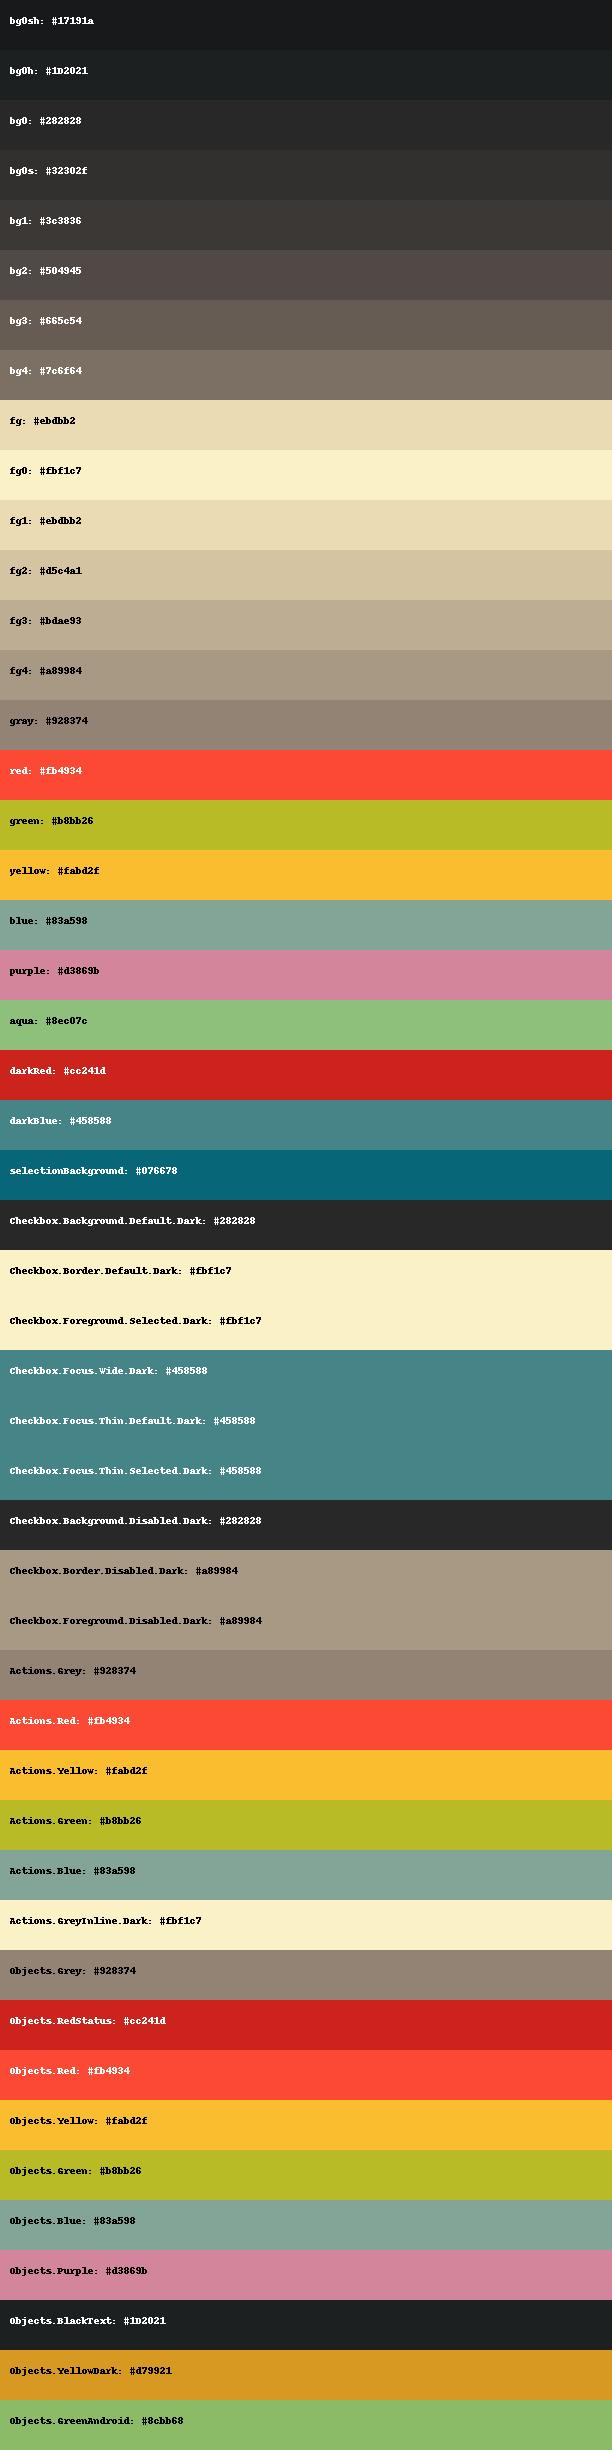 bg0sh: #17191a
bg0h: #1D2021
bg0: #282828
bg0s: #32302f
bg1: #3c3836
bg2: #504945
bg3: #665c54
bg4: #7c6f64
fg: #ebdbb2
fg0: #fbf1c7
fg1: #ebdbb2
fg2: #d5c4a1
fg3: #bdae93
fg4: #a89984
gray: #928374
red: #fb4934
green: #b8bb26
yellow: #fabd2f
blue: #83a598
purple: #d3869b
aqua: #8ec07c
darkRed: #cc241d
darkBlue: #458588
selectionBackground: #076678
Checkbox.Background.Default.Dark: #282828
Checkbox.Border.Default.Dark: #fbf1c7
Checkbox.Foreground.Selected.Dark: #fbf1c7
Checkbox.Focus.Wide.Dark: #458588
Checkbox.Focus.Thin.Default.Dark: #458588
Checkbox.Focus.Thin.Selected.Dark: #458588
Checkbox.Background.Disabled.Dark: #282828
Checkbox.Border.Disabled.Dark: #a89984
Checkbox.Foreground.Disabled.Dark: #a89984
Actions.Grey: #928374
Actions.Red: #fb4934
Actions.Yellow: #fabd2f
Actions.Green: #b8bb26
Actions.Blue: #83a598
Actions.GreyInline.Dark: #fbf1c7
Objects.Grey: #928374
Objects.RedStatus: #cc241d
Objects.Red: #fb4934
Objects.Yellow: #fabd2f
Objects.Green: #b8bb26
Objects.Blue: #83a598
Objects.Purple: #d3869b
Objects.BlackText: #1D2021
Objects.YellowDark: #d79921
Objects.GreenAndroid: #8cbb68